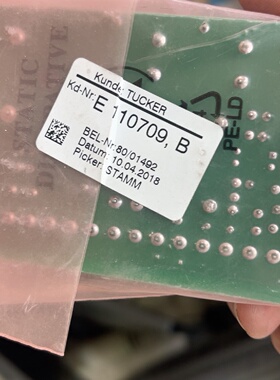 Kunde: TUCKER
Kd-Nr:
E 110709, B
BEL-Nr:80/01492
Datum: 10.04.2018
Picker: STAMM
PE-LD